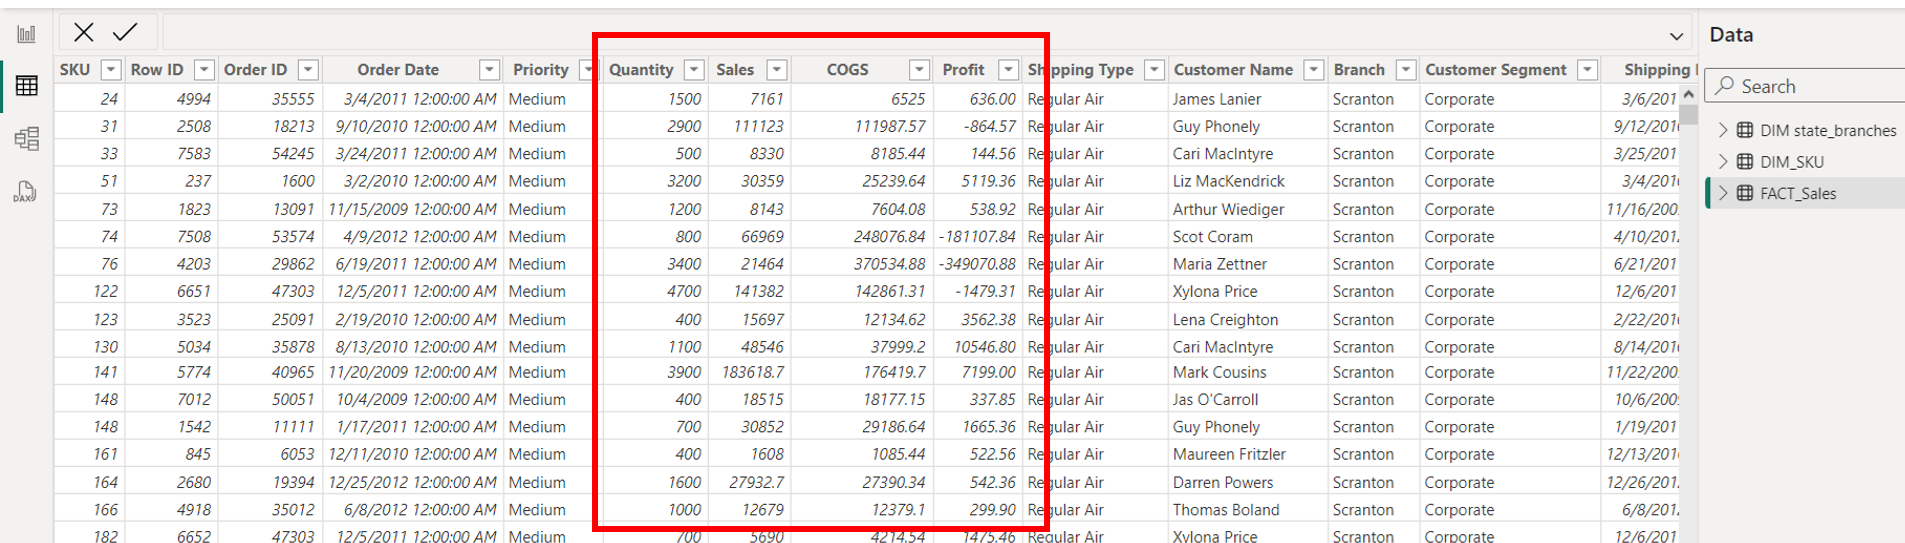 Data
SKU Row ID Order ID Order Date Priority Quantity Sales COGS Profit Shipping Type Customer Name Branch Customer Segment Shipping
Search
24 4994 35555 3/4/2011 12:00:00 AM Medium 1500 7161 6525 636.00 Regular Air James Lanier Scranton Corporate 3/6/201
31 2508 18213 9/10/2010 12:00:00 AM Medium 2900 111123 111987.57 -864.57 Regular Air Guy Phonely Scranton Corporate 9/12/201
DIM state_branches
33 7583 54245 3/24/2011 12:00:00 AM Medium 500 8330 8185.44 144.56 Regular Air Cari MacIntyre Scranton Corporate 3/25/201
DIM_SKU
51 237 1600 3/2/2010 12:00:00 AM Medium 3200 30359 25239.64 5119.36 Regular Air Liz MacKendrick Scranton Corporate 3/4/201
FACT_Sales
73 1823 13091 11/15/2009 12:00:00 AM Medium 1200 8143 7604.08 538.92 Regular Air Arthur Wiediger Scranton Corporate 11/16/200
74 7508 53574 4/9/2012 12:00:00 AM Medium 800 66969 248076.84 -181107.84 Regular Air Scot Coram Scranton Corporate 4/10/201
76 4203 29862 6/19/2011 12:00:00 AM Medium 3400 21464 370534.88 -349070.88 Regular Air Maria Zettner Scranton Corporate 6/21/201
122 6651 47303 12/5/2011 12:00:00 AM Medium 4700 141382 142861.31 -1479.31 Regular Air Xylona Price Scranton Corporate 12/6/201
123 3523 25091 2/19/2010 12:00:00 AM Medium 400 15697 12134.62 3562.38 Regular Air Lena Creighton Scranton Corporate 2/22/201
130 5034 35878 8/13/2010 12:00:00 AM Medium 1100 48546 37999.2 10546.80 Regular Air Cari MacIntyre Scranton Corporate 8/14/201
141 5774 40965 11/20/2009 12:00:00 AM Medium 3900 183618.7 176419.7 7199.00 Regular Air Mark Cousins Scranton Corporate 11/22/200
148 7012 50051 10/4/2009 12:00:00 AM Medium 400 18515 18177.15 337.85 Regular Air Jas O'Carroll Scranton Corporate 10/6/200
148 1542 11111 1/17/2011 12:00:00 AM Medium 700 30852 29186.64 1665.36 Regular Air Guy Phonely Scranton Corporate 1/19/201
161 845 6053 12/11/2010 12:00:00 AM Medium 400 1608 1085.44 522.56 Regular Air Maureen Fritzler Scranton Corporate 12/13/201
164 2680 19394 12/25/2012 12:00:00 AM Medium 1600 27932.7 27390.34 542.36 Regular Air Darren Powers Scranton Corporate 12/26/201
166 4918 35012 6/8/2012 12:00:00 AM Medium 1000 12679 12379.1 299.90 Regular Air Thomas Boland Scranton Corporate 6/8/201
182 6652 47303 12/5/2011 12:00:00 AM Medium 700 5690 4214.54 1475.46 Regular Air Xylona Price Scranton Corporate 12/6/201
DAX